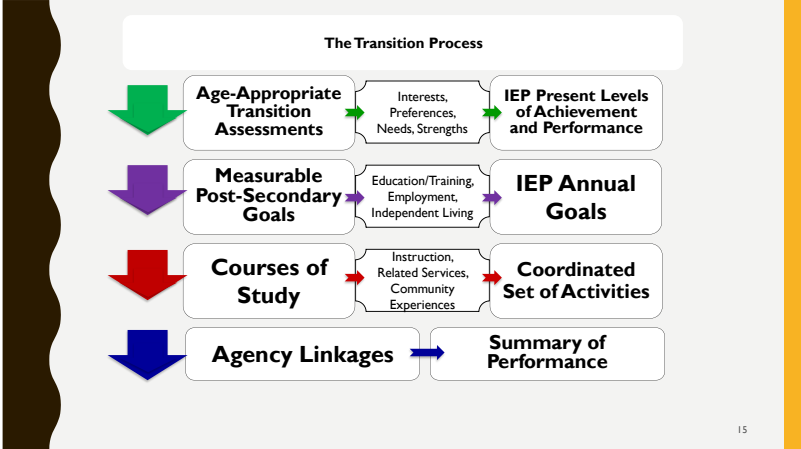 The Transition Process
Age-Appropriate
Transition
Assessments
Interests,
Preferences,
Needs, Strengths
IEP Present Levels
of Achievement
and Performance
Measurable
Post-Secondary
Goals
Education/Training,
Employment,
Independent Living
IEP Annual
Goals
Courses of
Study
Instruction,
Related Services,
Community
Experiences
Coordinated
Set of Activities
Agency Linkages
Summary of
Performance
15